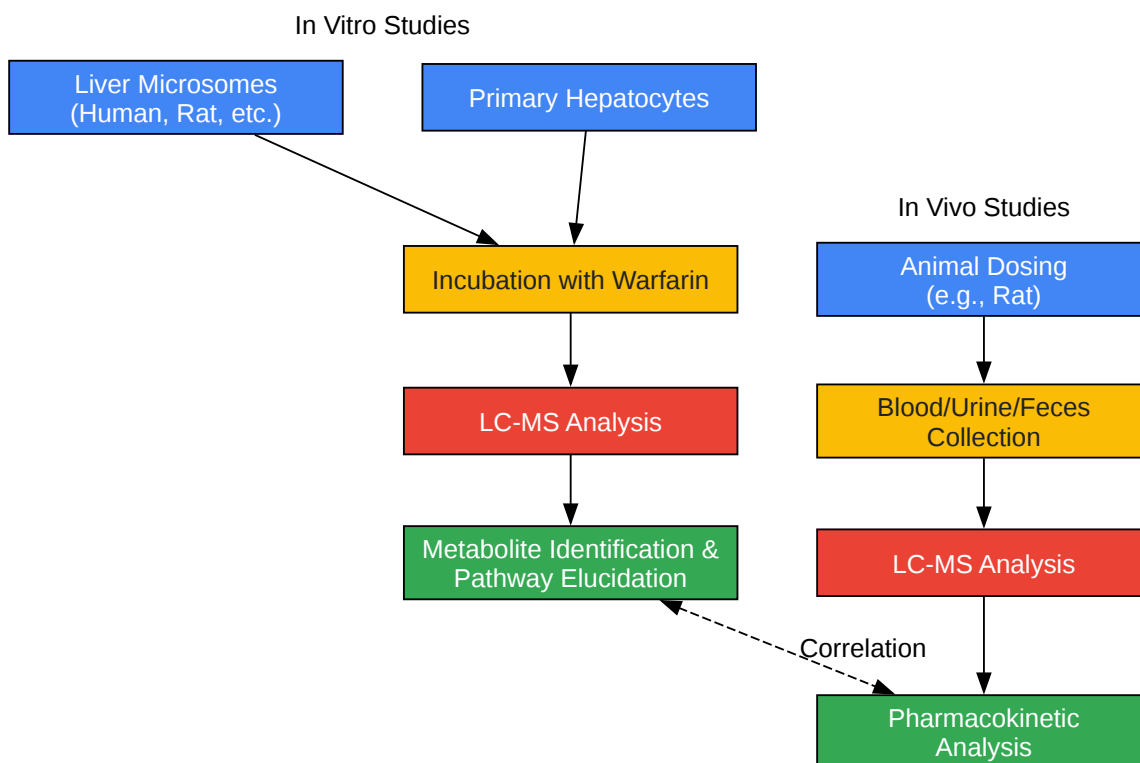 In Vitro Studies
Liver Microsomes
(Human, Rat, etc.)
Primary Hepatocytes
In Vivo Studies
Incubation with Warfarin
Animal Dosing
(e.g., Rat)
LC-MS Analysis
Blood/Urine/Feces
Collection
Metabolite Identification &
Pathway Elucidation
LC-MS Analysis
Correlation
Pharmacokinetic
Analysis